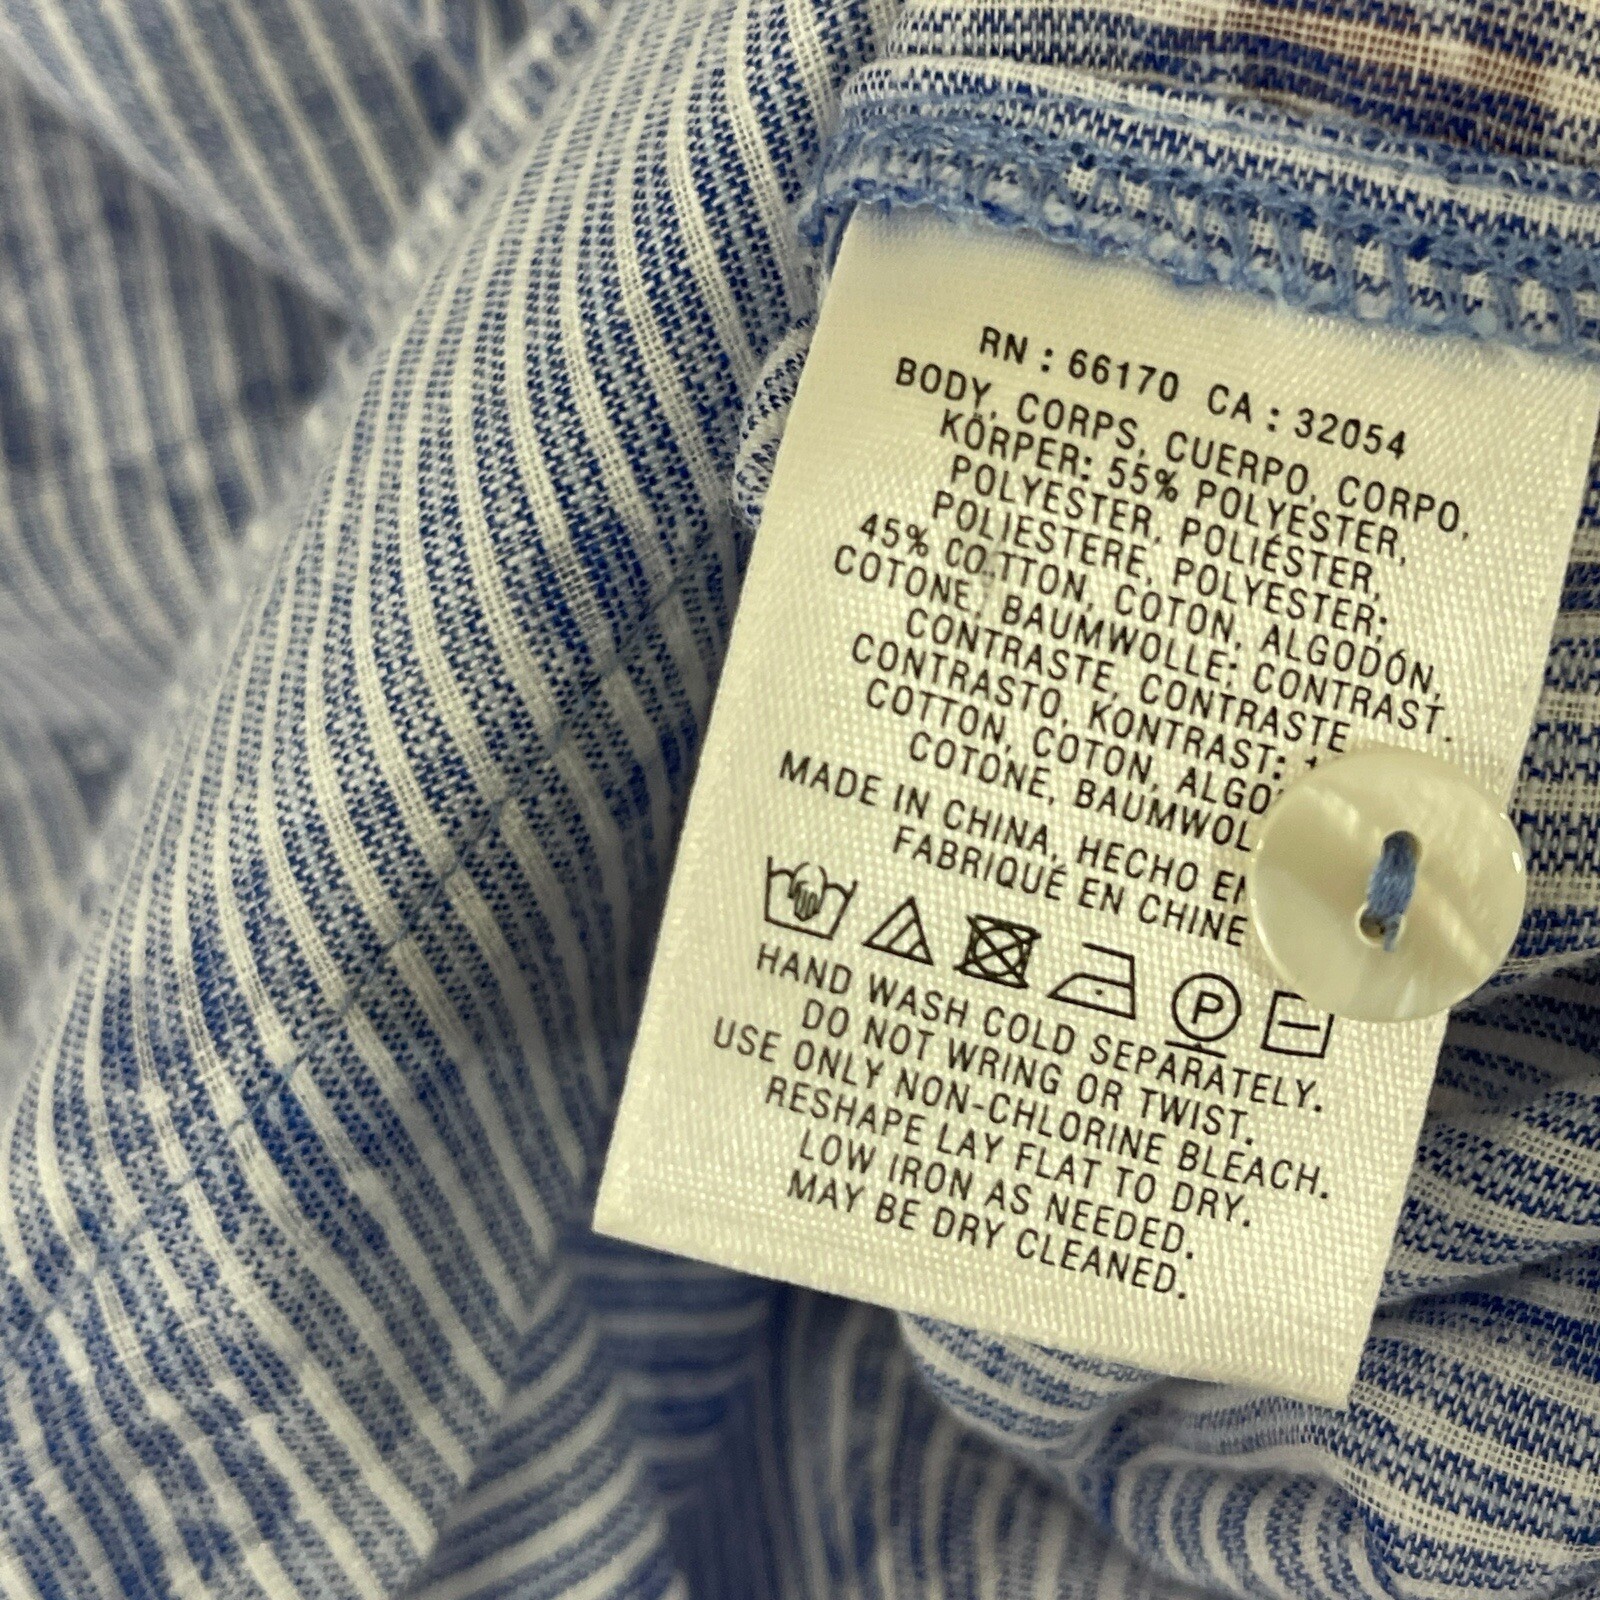 RN : 66170 CA : 32054
BODY, CORPS, CUERPO, CORPO,
KÖRPER: 55% POLYESTER,
POLYESTER, POLIÉSTER,
POLIESTERE, POLYESTER;
45% COTTON, COTON, ALGODÓN,
COTONE, BAUMWOLLE; CONTRAST.
CONTRASTE, CONTRASTE
CONTRASTO, KONTRAST:
COTTON, COTON,
COTONE,
MADE IN CHINA, HECHO
FABRIQUÉ EN CHINE
P
HAND WASH COLD SEPARATELY.
DO NOT WRING OR TWIST.
USE ONLY NON-CHLORINE BLEACH.
RESHAPE LAY FLAT TO DRY.
LOW IRON AS NEEDED.
MAY BE DRY CLEANED.